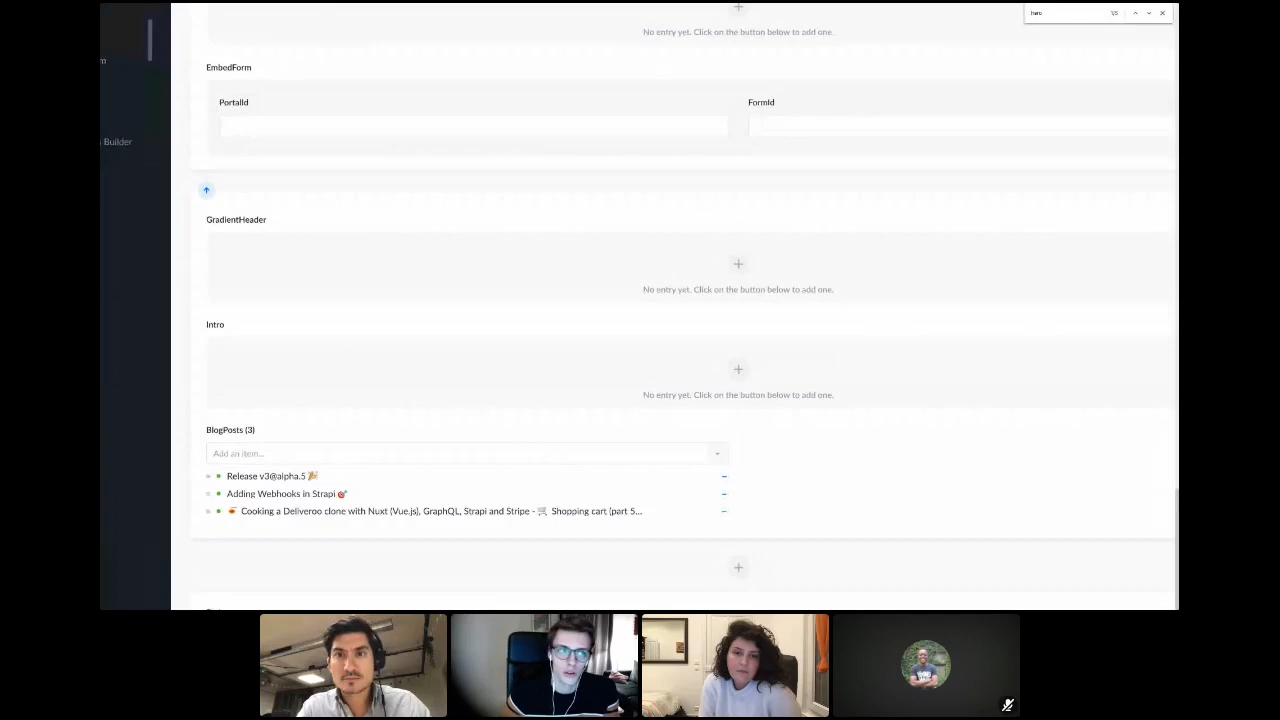 hero 1/5
No entry yet. Click on the button below to add one.
EmbedForm
PortalId FormId
m
Builder
GradientHeader
No entry yet. Click on the button below to add one.
Intro
No entry yet. Click on the button below to add one.
BlogPosts (3)
Add an item...
Release v3@alpha.5 🎉
Adding Webhooks in Strapi 🎯
🍲 Cooking a Deliveroo clone with Nuxt (Vue.js), GraphQL, Strapi and Stripe - 🛒 Shopping cart (part 5...